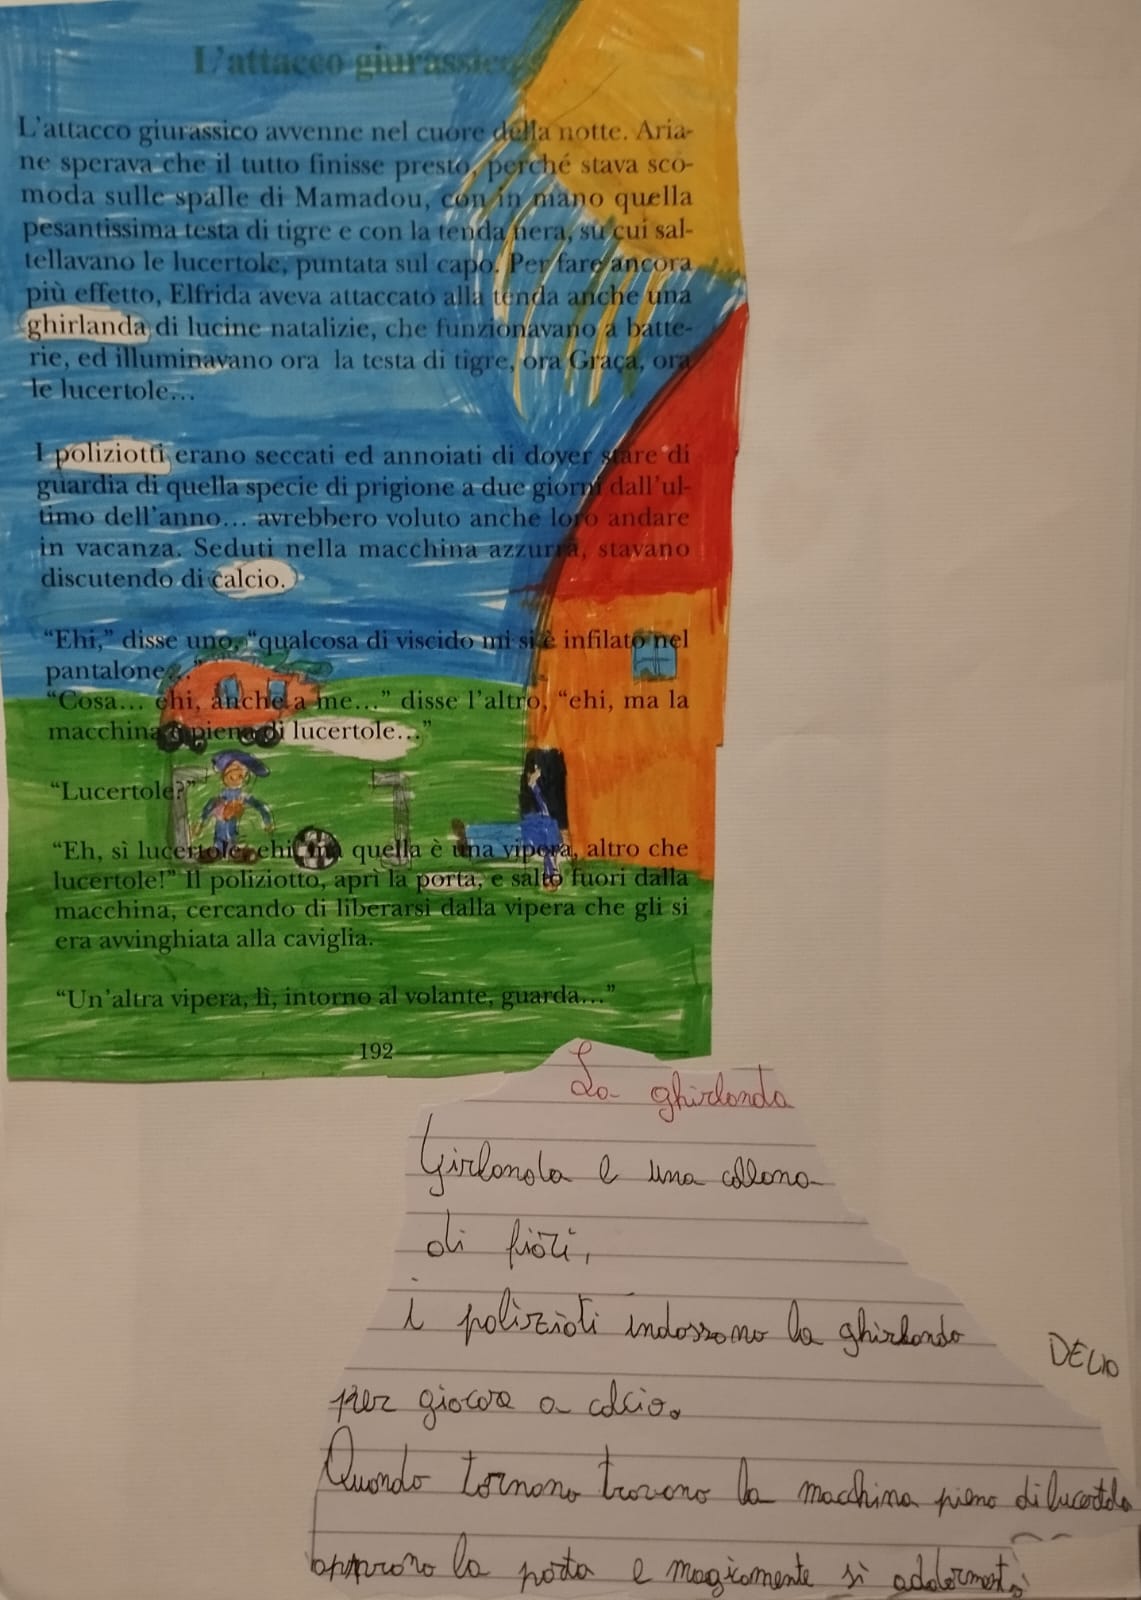 L'attacco giurassico
L'attacco giurassico avvenne nel cuore della notte. Aria-
ne sperava che il tutto finisse presto, perché stava sco-
moda sulle spalle di Mamadou, con in mano quella
pesantissima testa di tigre e con la tenda nera, su cui sal-
tellavano le lucertole, puntata sul capo. Per fare ancora
più effetto, Elfrida aveva attaccato alla tenda anche una
ghirlanda di lucine natalizie, che funzionavano a batte-
rie, ed illuminavano ora la testa di tigre, ora Graça, ora
le lucertole...
I poliziotti erano seccati ed annoiati di dover stare di
guardia di quella specie di prigione a due giorni dall'ul-
timo dell'anno... avrebbero voluto anche loro andare
in vacanza. Seduti nella macchina azzurra, stavano
discutendo di calcio.
“Ehi,” disse uno, “qualcosa di viscido mi si è infilato nel
pantalone...”
“Cosa... ehi, anche a me...” disse l'altro, “ehi, ma la
macchina è piena di lucertole...”
“Lucertole?”
“Eh, sì lucertole, ehi, ma quella è una vipera, altro che
lucertole!” Il poliziotto, aprì la porta, e saltò fuori dalla
macchina, cercando di liberarsi dalla vipera che gli si
era avvinghiata alla caviglia.
“Un'altra vipera, lì, intorno al volante, guarda...”
192
La ghirlanda
Girlanda e una collana
di fiori,
i polizioti indossano la ghirlanda
DELIO
per giocare a calcio.
Quando tornano trovano la macchina piena di lucertole
apprano la porta e magicamente si